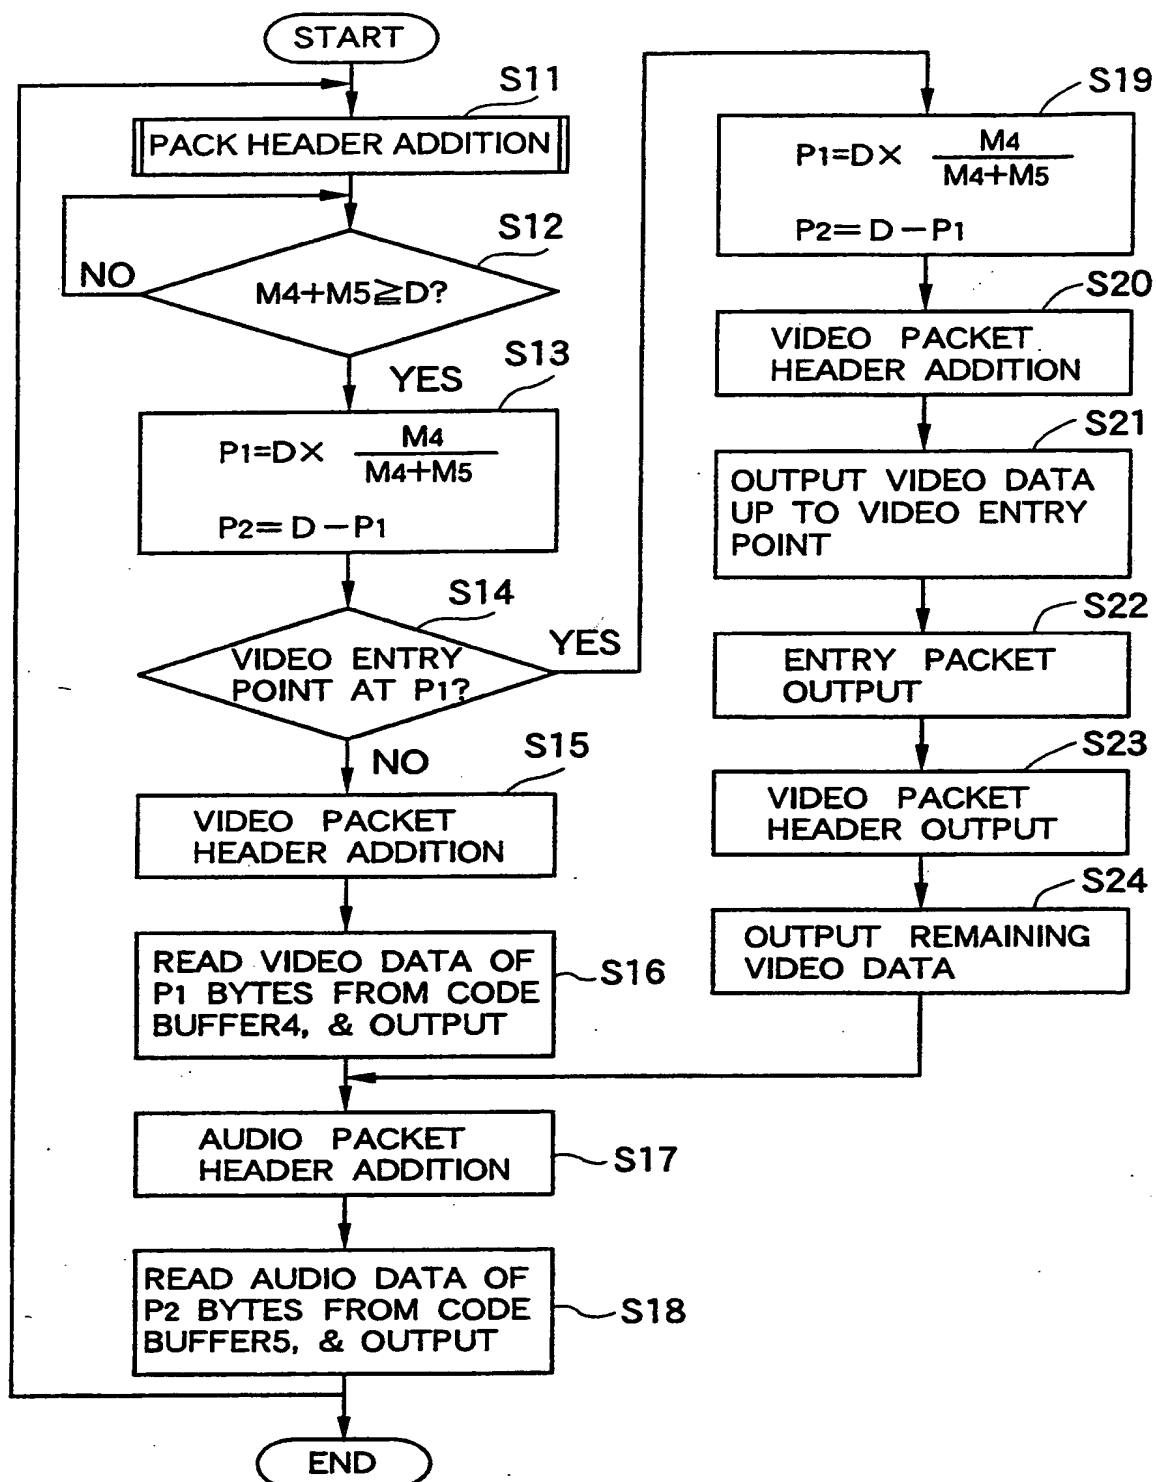 START
S11
PACK HEADER ADDITION
S12
NO
M4+M5≧D?
YES
S13
P1=D× M4
M4+M5
P2=D−P1
S14
VIDEO ENTRY
POINT AT P1?
YES
NO
S15
VIDEO PACKET
HEADER ADDITION
READ VIDEO DATA OF
P1 BYTES FROM CODE
BUFFER4, & OUTPUT
S16
AUDIO PACKET
HEADER ADDITION
S17
READ AUDIO DATA OF
P2 BYTES FROM CODE
BUFFER5, & OUTPUT
S18
END
S19
P1=D× M4
M4+M5
P2=D−P1
S20
VIDEO PACKET
HEADER ADDITION
S21
OUTPUT VIDEO DATA
UP TO VIDEO ENTRY
POINT
S22
ENTRY PACKET
OUTPUT
S23
VIDEO PACKET
HEADER OUTPUT
S24
OUTPUT REMAINING
VIDEO DATA